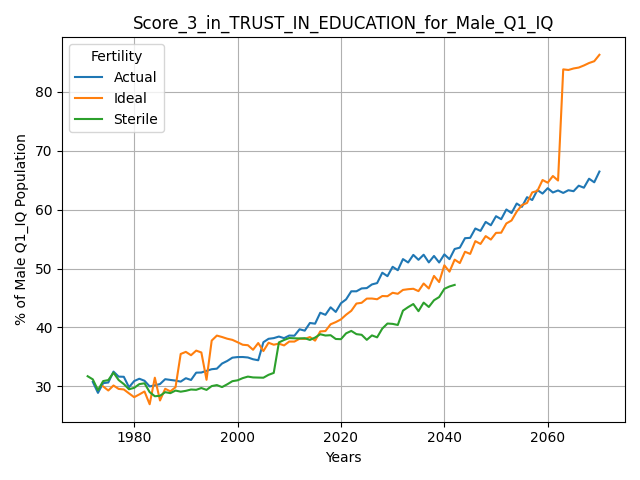 Score_3_in_TRUST_IN_EDUCATION_for_Male_Q1_IQ
Fertility
Actual
Ideal
Sterile
% of Male Q1_IQ Population
80
70
60
50
40
30
1980
2000
2020
2040
2060
Years